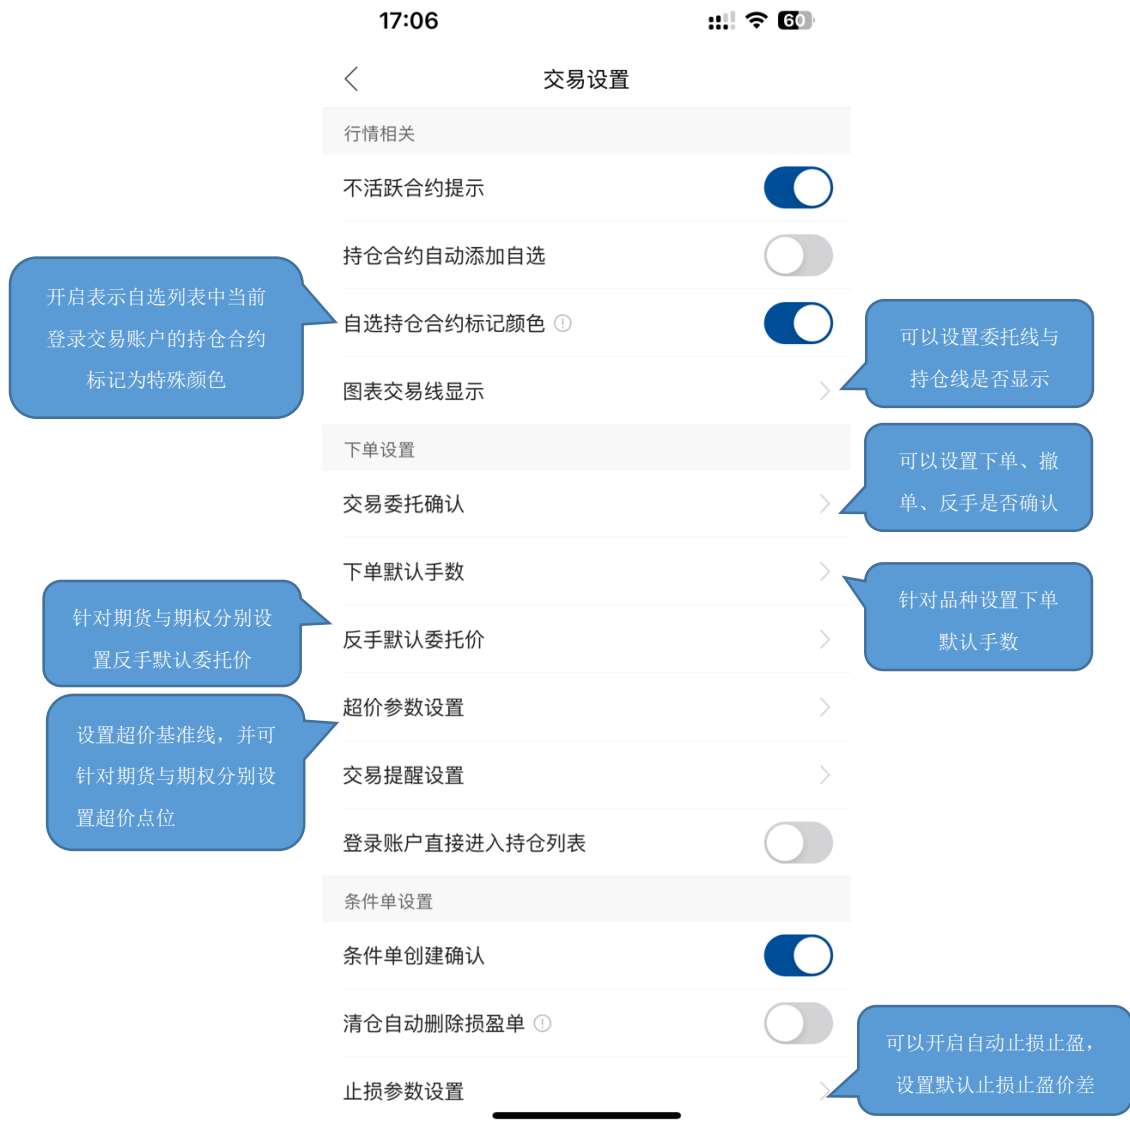 17:06
60
交易设置
行情相关
不活跃合约提示
持仓合约自动添加自选
开启表示自选列表中当前
登录交易账户的持仓合约
标记为特殊颜色
自选持仓合约标记颜色
可以设置委托线与
持仓线是否显示
图表交易线显示
下单设置
可以设置下单、撤
单、反手是否确认
交易委托确认
下单默认手数
针对品种设置下单
默认手数
针对期货与期权分别设
置反手默认委托价
反手默认委托价
设置超价基准线，并可
针对期货与期权分别设
置超价点位
超价参数设置
交易提醒设置
登录账户直接进入持仓列表
条件单设置
条件单创建确认
清仓自动删除损盈单
可以开启自动止损止盈，
设置默认止损止盈价差
止损参数设置